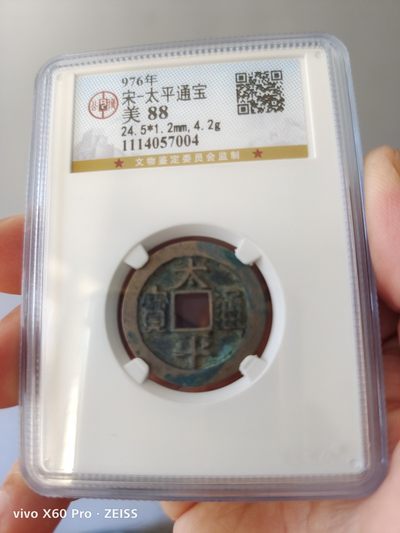 976年
宋-太平通宝
美 88
24.5*1.2mm,4.2g
1114057004
★ 文物鉴定委员会监制 ★
太
寶 通
平
vivo X60 Pro · ZEISS